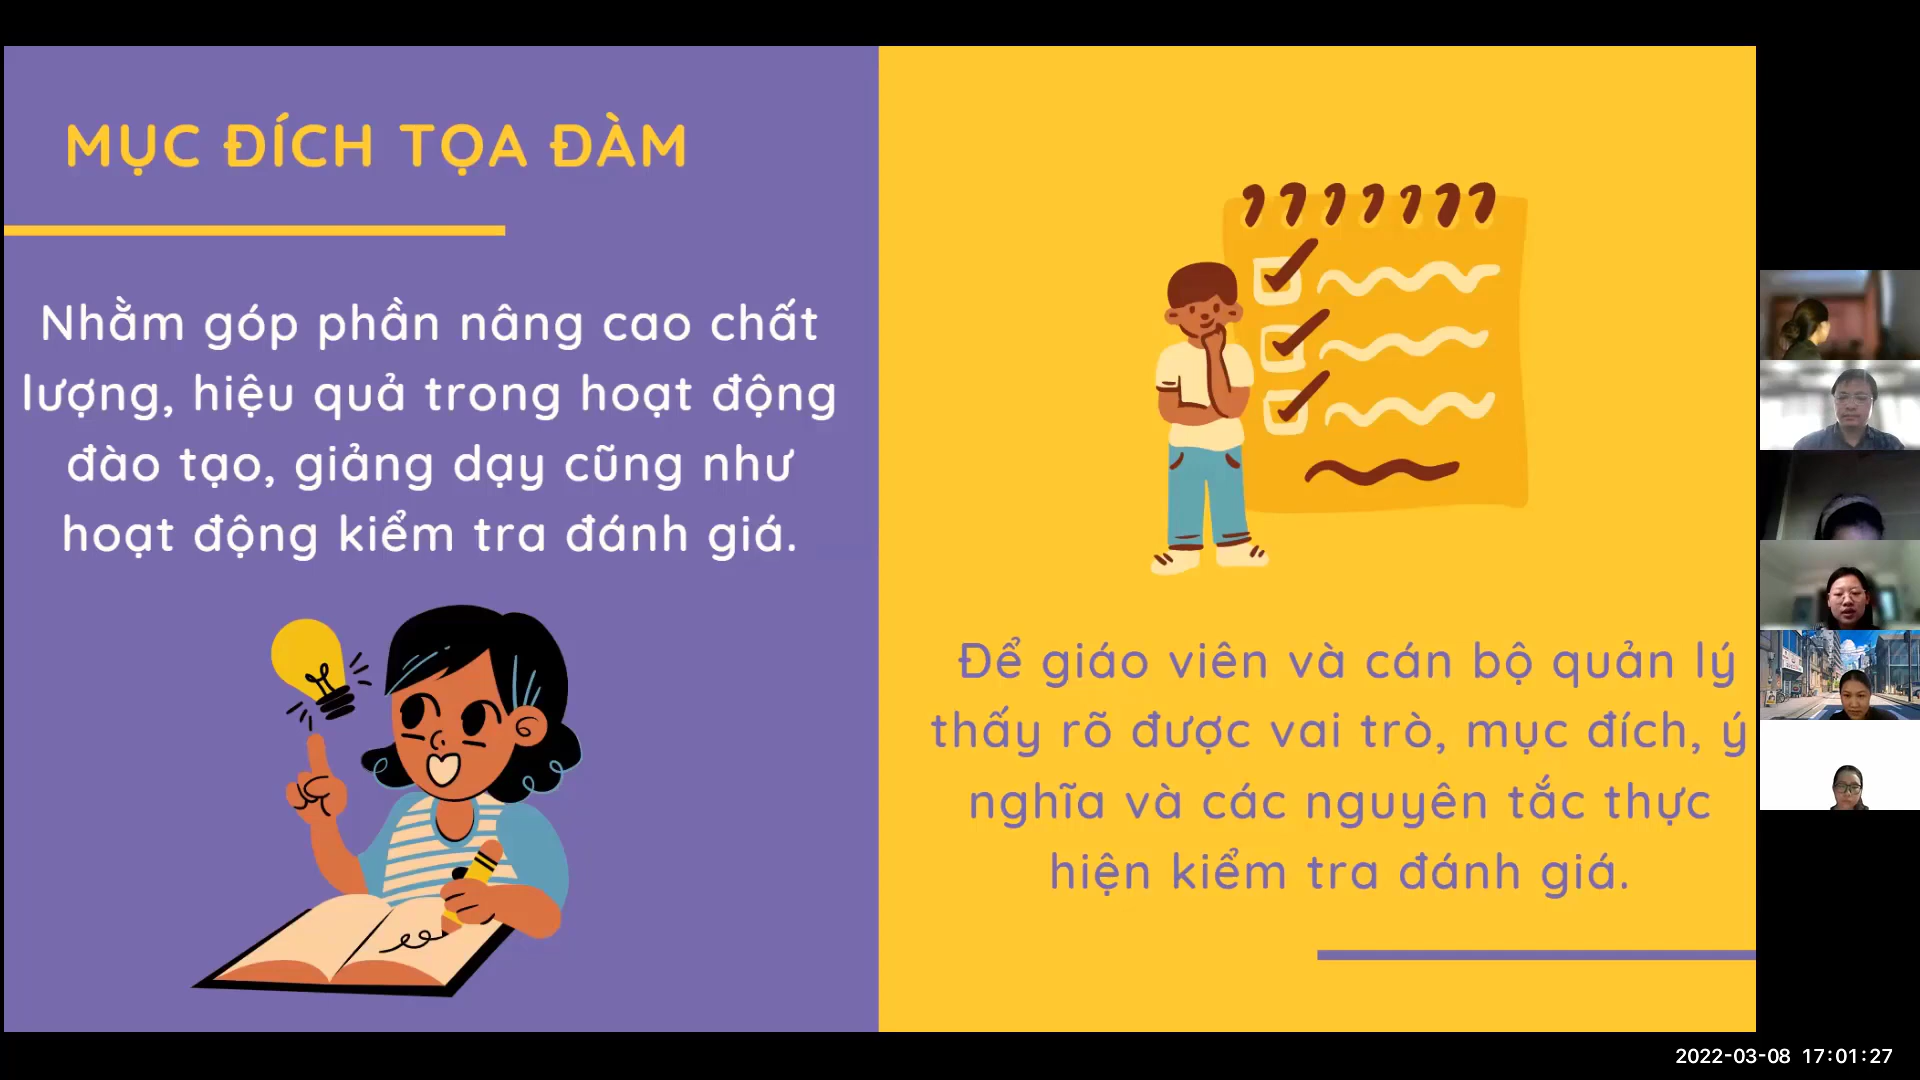 MỤC ĐÍCH TỌA ĐÀM
Nhằm góp phần nâng cao chất
lượng, hiệu quả trong hoạt động
đào tạo, giảng dạy cũng như
hoạt động kiểm tra đánh giá.
Để giáo viên và cán bộ quản lý
thấy rõ được vai trò, mục đích, ý
nghĩa và các nguyên tắc thực
hiện kiểm tra đánh giá.
2022-03-08 17:01:27